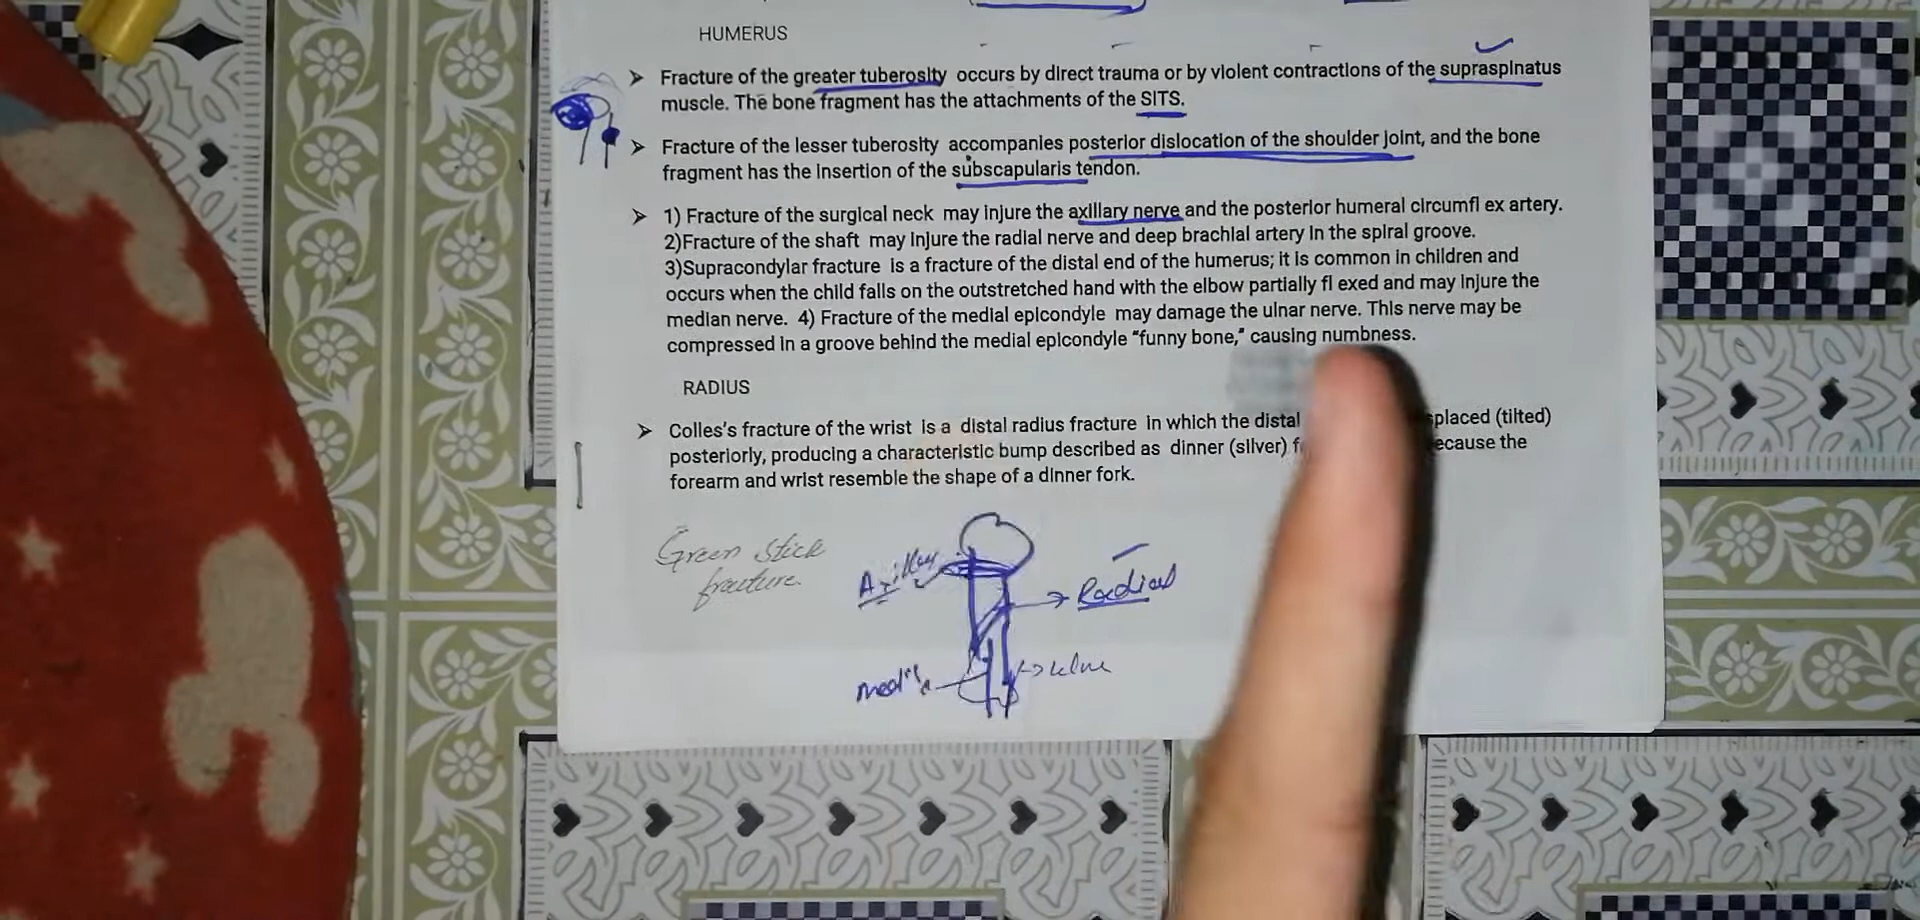 HUMERUS
➤ Fracture of the greater tuberosity occurs by direct trauma or by violent contractions of the supraspinatus
muscle. The bone fragment has the attachments of the SITS.
➤ Fracture of the lesser tuberosity accompanies posterior dislocation of the shoulder joint, and the bone
fragment has the insertion of the subscapularis tendon.
➤ 1) Fracture of the surgical neck may injure the axillary nerve and the posterior humeral circumfl ex artery.
2)Fracture of the shaft may injure the radial nerve and deep brachial artery in the spiral groove.
3)Supracondylar fracture is a fracture of the distal end of the humerus; it is common in children and
occurs when the child falls on the outstretched hand with the elbow partially fl exed and may injure the
median nerve. 4) Fracture of the medial epicondyle may damage the ulnar nerve. This nerve may be
compressed in a groove behind the medial epicondyle "funny bone," causing numbness.
RADIUS
➤ Colles's fracture of the wrist is a distal radius fracture in which the distal splaced (tilted)
posteriorly, producing a characteristic bump described as dinner (silver) f ecause the
forearm and wrist resemble the shape of a dinner fork.
Green stick
fracture.
Axillary
Radial